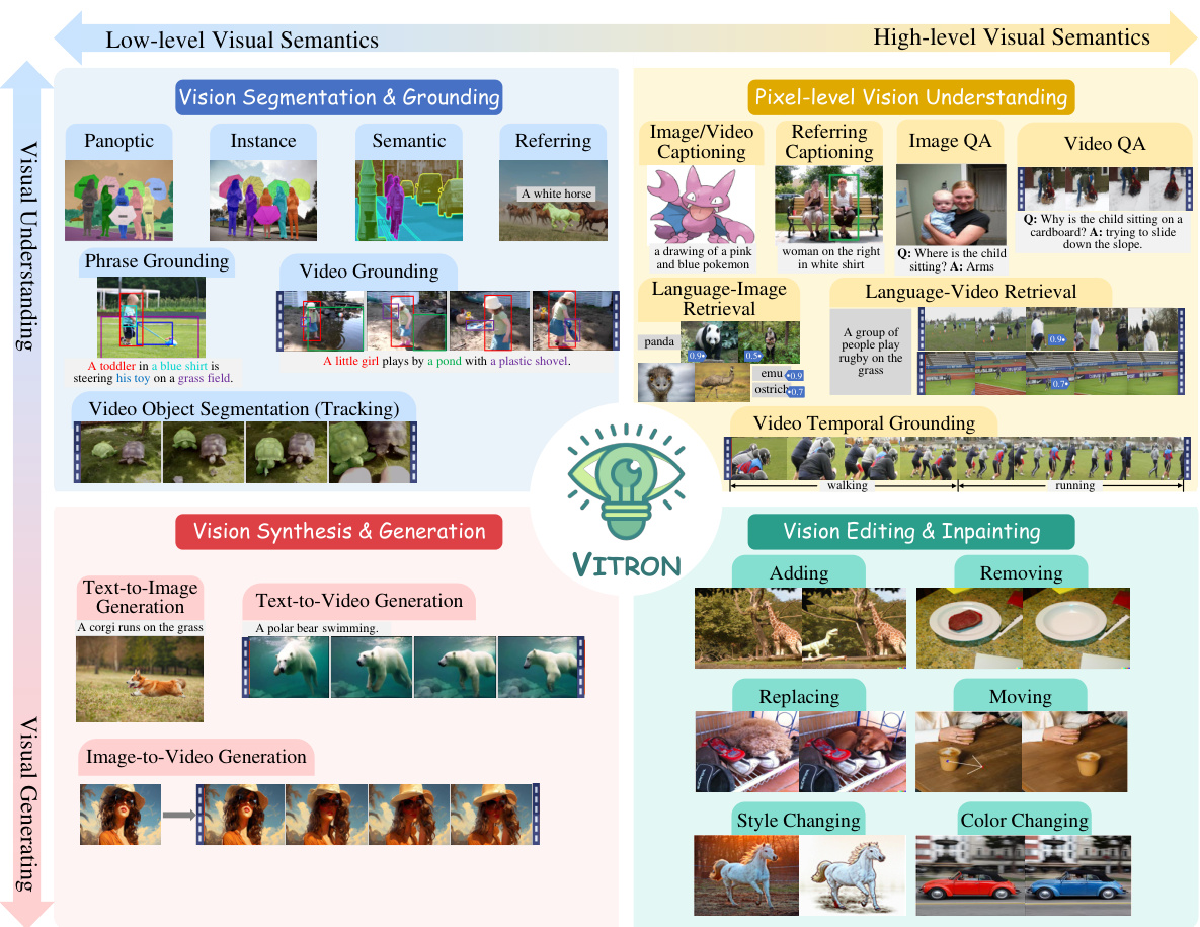 Low-level Visual Semantics
High-level Visual Semantics
Visual Understanding
Visual Generating
Vision Segmentation & Grounding
Panoptic
Instance
Semantic
Referring
A white horse
Phrase Grounding
A toddler in a blue shirt is
steering his toy on a grass field.
Video Grounding
A little girl plays by a pond with a plastic shovel.
Video Object Segmentation (Tracking)
Pixel-level Vision Understanding
Image/Video
Captioning
a drawing of a pink
and blue pokemon
Referring
Captioning
woman on the right
in white shirt
Image QA
Q: Where is the child
sitting? A: Arms
Video QA
Q: Why is the child sitting on a
cardboard? A: trying to slide
down the slope.
Language-Image
Retrieval
panda
0.9
0.5
emu
0.9
ostrich
0.7
Language-Video Retrieval
A group of
people play
rugby on the
grass
0.9
0.7
Video Temporal Grounding
walking
running
VITRON
Vision Synthesis & Generation
Text-to-Image
Generation
A corgi runs on the grass
Text-to-Video Generation
A polar bear swimming.
Image-to-Video Generation
Vision Editing & Inpainting
Adding
Removing
Replacing
Moving
Style Changing
Color Changing